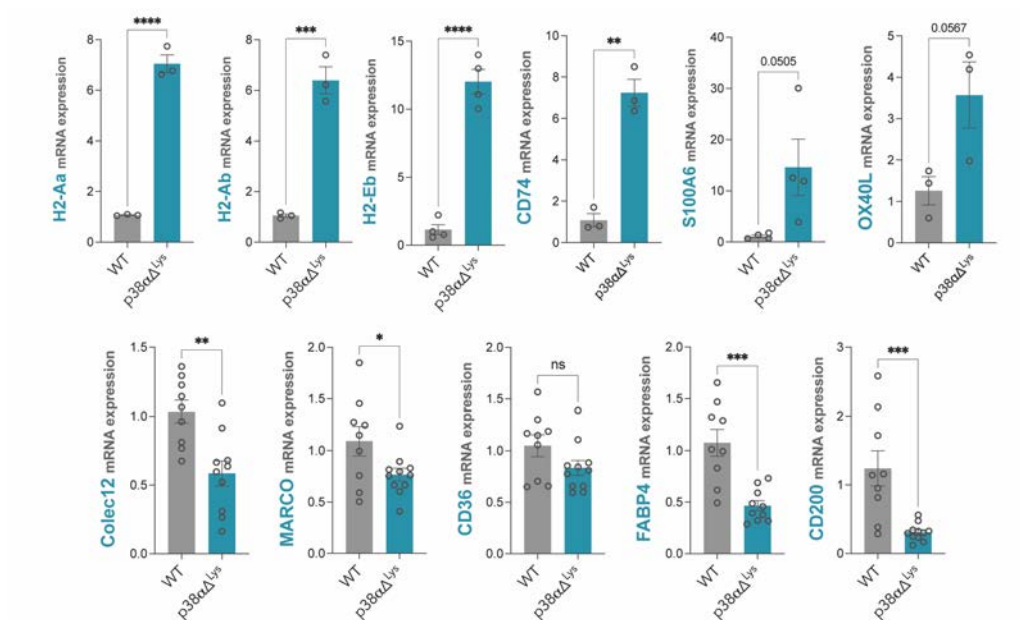 H2-Aa mRNA expression
8
6
4
2
0
****
WT
p38αΔLys
H2-Ab mRNA expression
8
6
4
2
0
***
WT
p38αΔLys
H2-Eb mRNA expression
15
10
5
0
****
WT
p38αΔLys
CD74 mRNA expression
10
8
6
4
2
0
**
WT
p38αΔLys
S100A6 mRNA expression
40
30
20
10
0
0.0505
WT
p38αΔLys
OX40L mRNA expression
5
4
3
2
1
0
0.0567
WT
p38αΔLys
Colec12 mRNA expression
1.5
1.0
0.5
0.0
**
WT
p38αΔLys
MARCO mRNA expression
2.0
1.5
1.0
0.5
0.0
*
WT
p38αΔLys
CD36 mRNA expression
2.0
1.5
1.0
0.5
0.0
ns
WT
p38αΔLys
FABP4 mRNA expression
2.0
1.5
1.0
0.5
0.0
***
WT
p38αΔLys
CD200 mRNA expression
3
2
1
0
***
WT
p38αΔLys